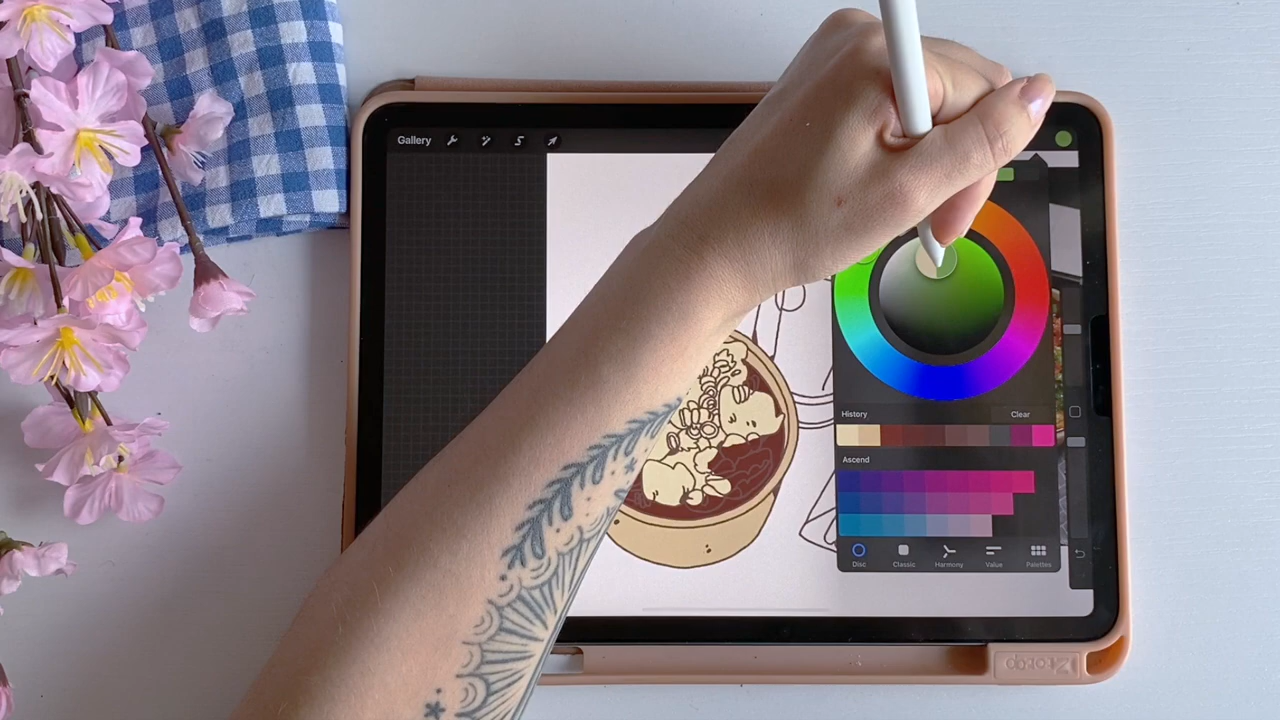 Gallery
History
Clear
Ascend
Disc
Classic
Harmony
Value
Palettes